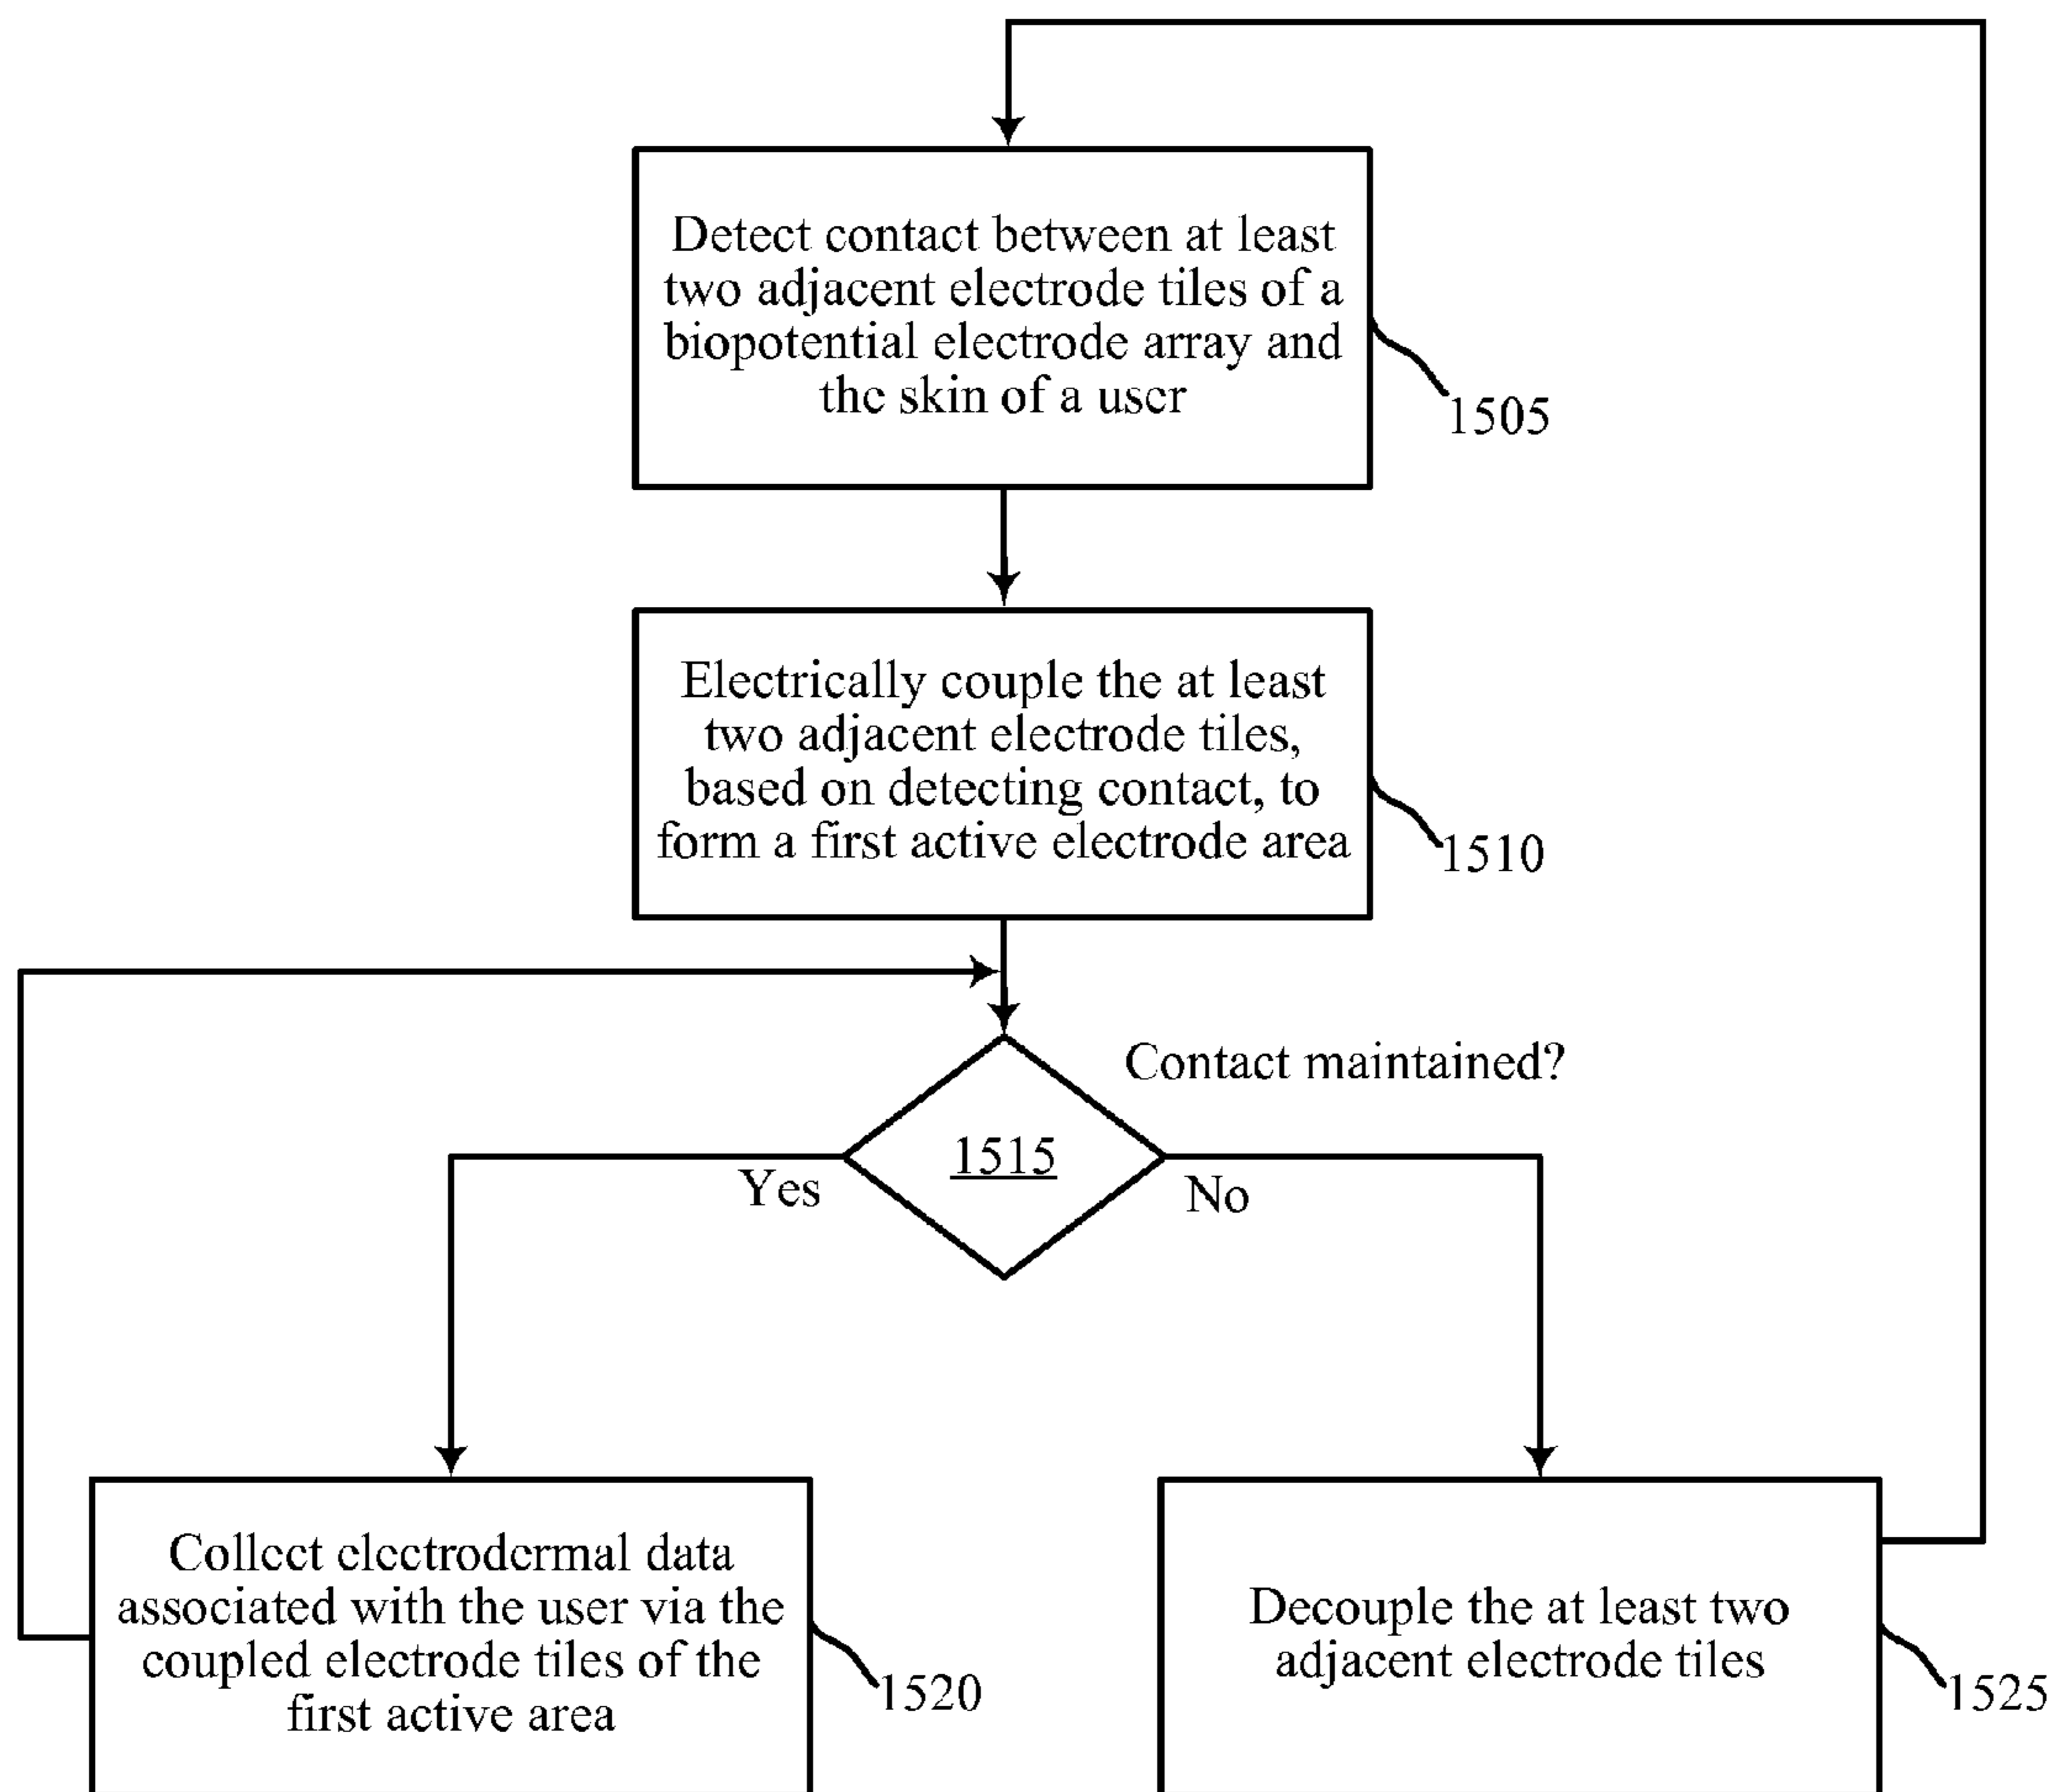 Detect contact between at least
two adjacent electrode tiles of a
biopotential electrode array and
the skin of a user
1505
Electrically couple the at least
two adjacent electrode tiles,
based on detecting contact, to
form a first active electrode area
1510
Contact maintained?
1515
Yes
No
Collect electrodermal data
associated with the user via the
coupled electrode tiles of the
first active area
1520
Decouple the at least two
adjacent electrode tiles
1525